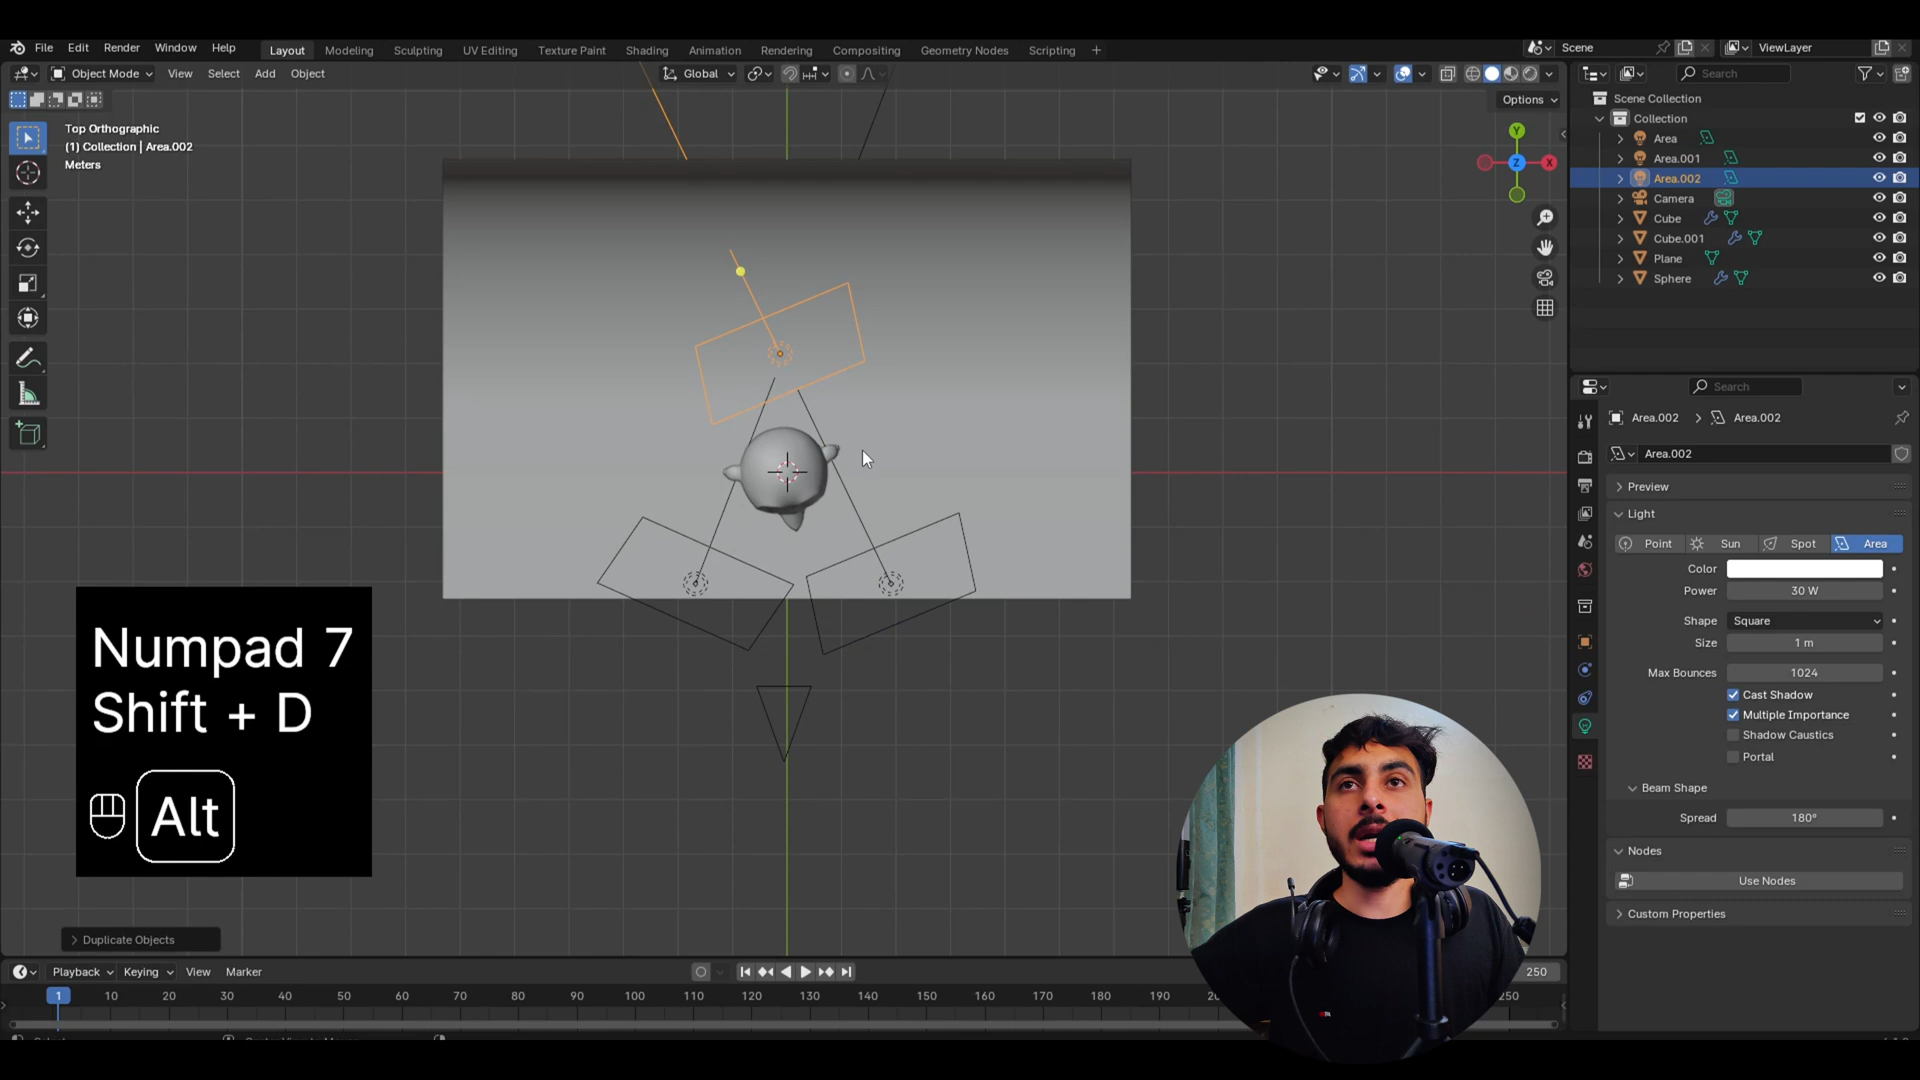 File Edit Render Window Help
Layout Modeling Sculpting UV Editing Texture Paint Shading Animation Rendering Compositing Geometry Nodes Scripting +
Scene ViewLayer
Object Mode View Select Add Object
Global
Search
Options
Top Orthographic
(1) Collection | Area.002
Meters
Y
Z
X
Scene Collection
Collection
Area
Area.001
Area.002
Camera
Cube
Cube.001
Plane
Sphere
Search
Area.002 > Area.002
Area.002
Preview
Light
Point Sun Spot Area
Color
Power 30 W
Shape Square
Size 1 m
Max Bounces 1024
Cast Shadow
Multiple Importance
Shadow Caustics
Portal
Beam Shape
Spread 180°
Nodes
Use Nodes
Custom Properties
Numpad 7
Shift + D
Alt
Duplicate Objects
Playback Keying View Marker
250
1 10 20 30 40 50 60 70 80 90 100 110 120 130 140 150 160 170 180 190 250